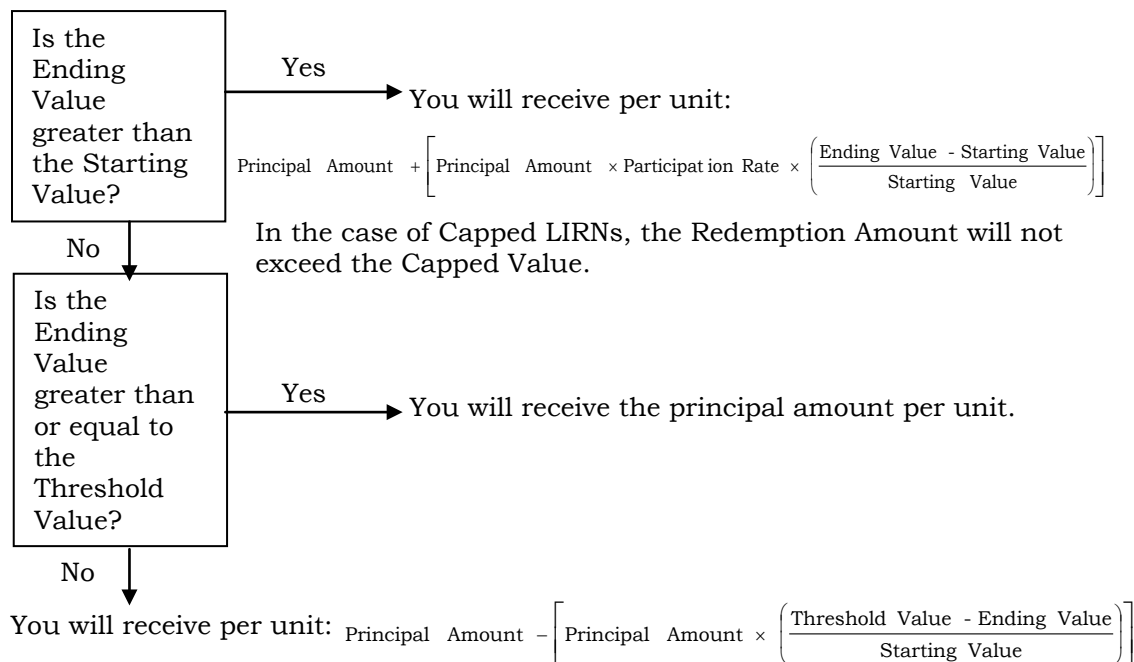 Is the
Ending
Value
greater than
the Starting
Value?
Yes
You will receive per unit:
Principal Amount + [ Principal Amount × Participat ion Rate × ( Ending Value - Starting Value
Starting Value ) ]
In the case of Capped LIRNs, the Redemption Amount will not
exceed the Capped Value.
No
Is the
Ending
Value
greater than
or equal to
the
Threshold
Value?
Yes
You will receive the principal amount per unit.
No
You will receive per unit: Principal Amount − [ Principal Amount × ( Threshold Value - Ending Value
Starting Value ) ]